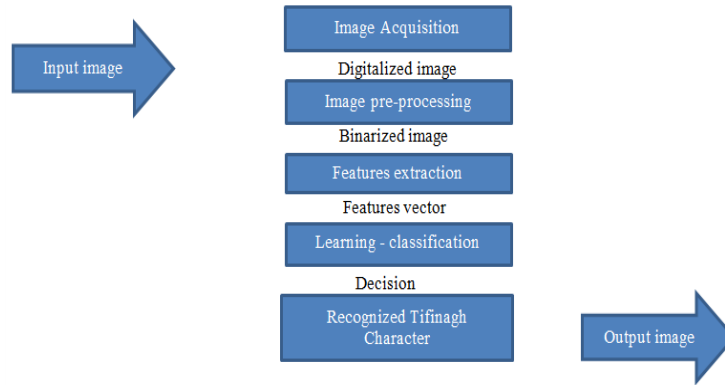 Image Acquisition
Input image
Digitalized image
Image pre-processing
Binarized image
Features extraction
Features vector
Learning - classification
Decision
Recognized Tifinagh
Character
Output image